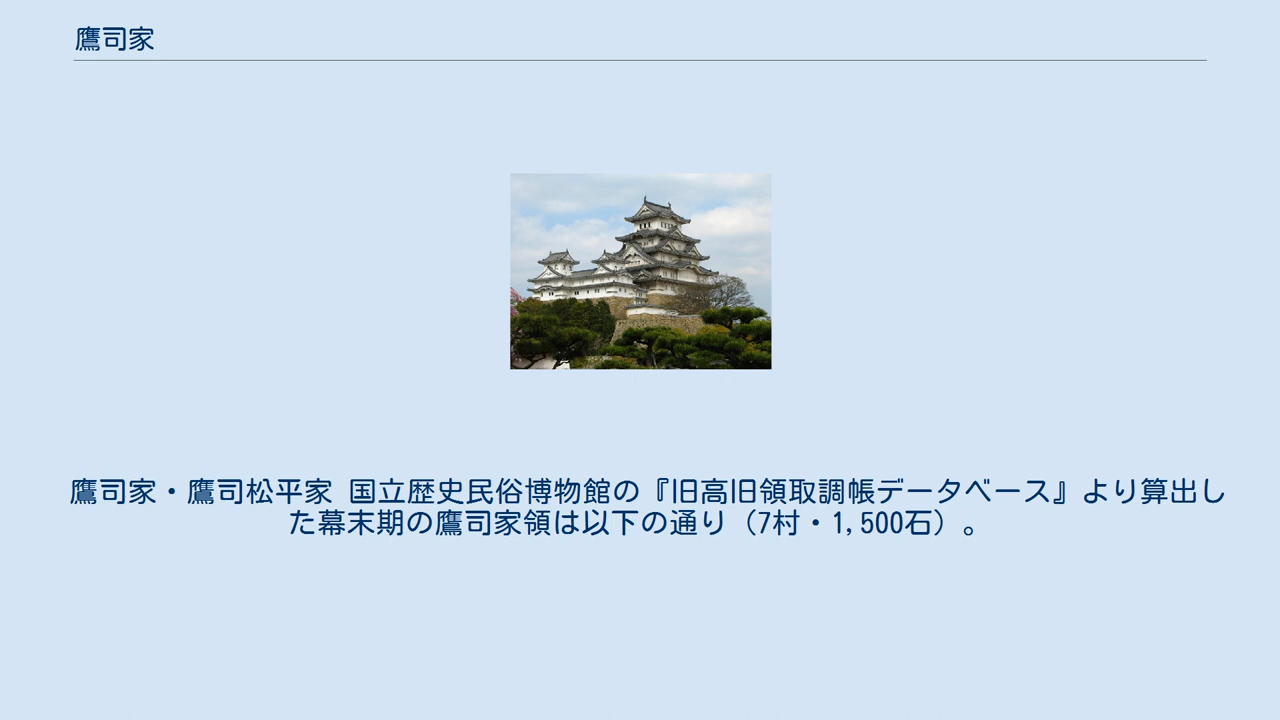 鷹司家
鷹司家・鷹司松平家 国立歴史民俗博物館の『旧高旧領取調帳データベース』より算出し
た幕末期の鷹司家領は以下の通り（7村・1,500石）。